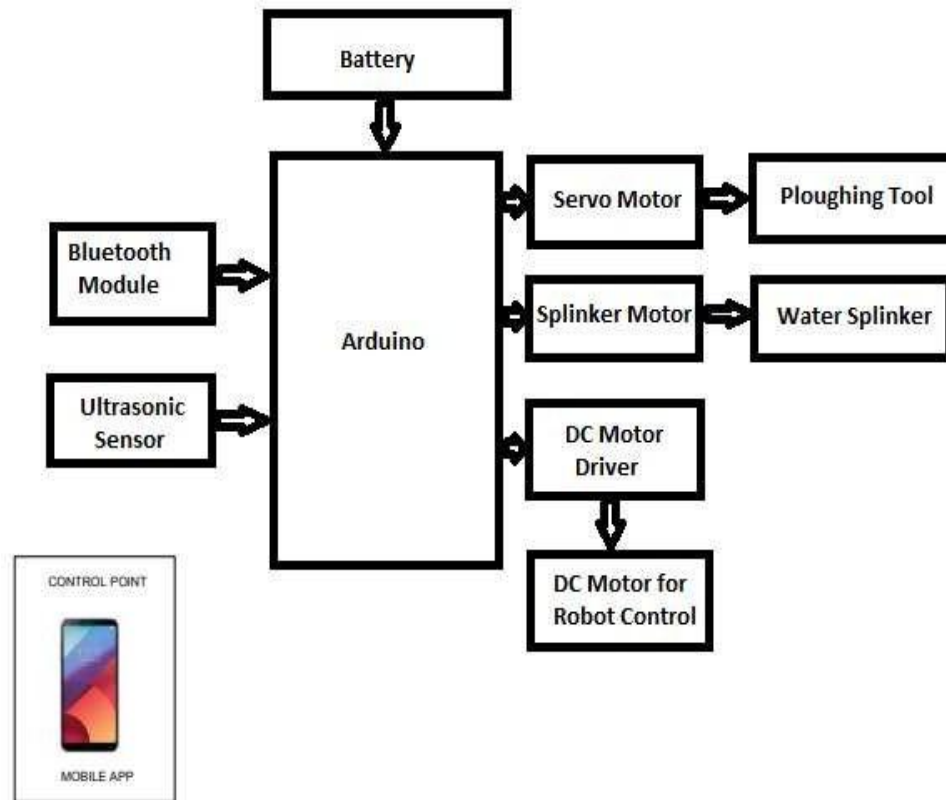 Battery
Bluetooth
Module
Ultrasonic
Sensor
Arduino
Servo Motor
Ploughing Tool
Splinker Motor
Water Splinker
DC Motor
Driver
DC Motor for
Robot Control
CONTROL POINT
MOBILE APP